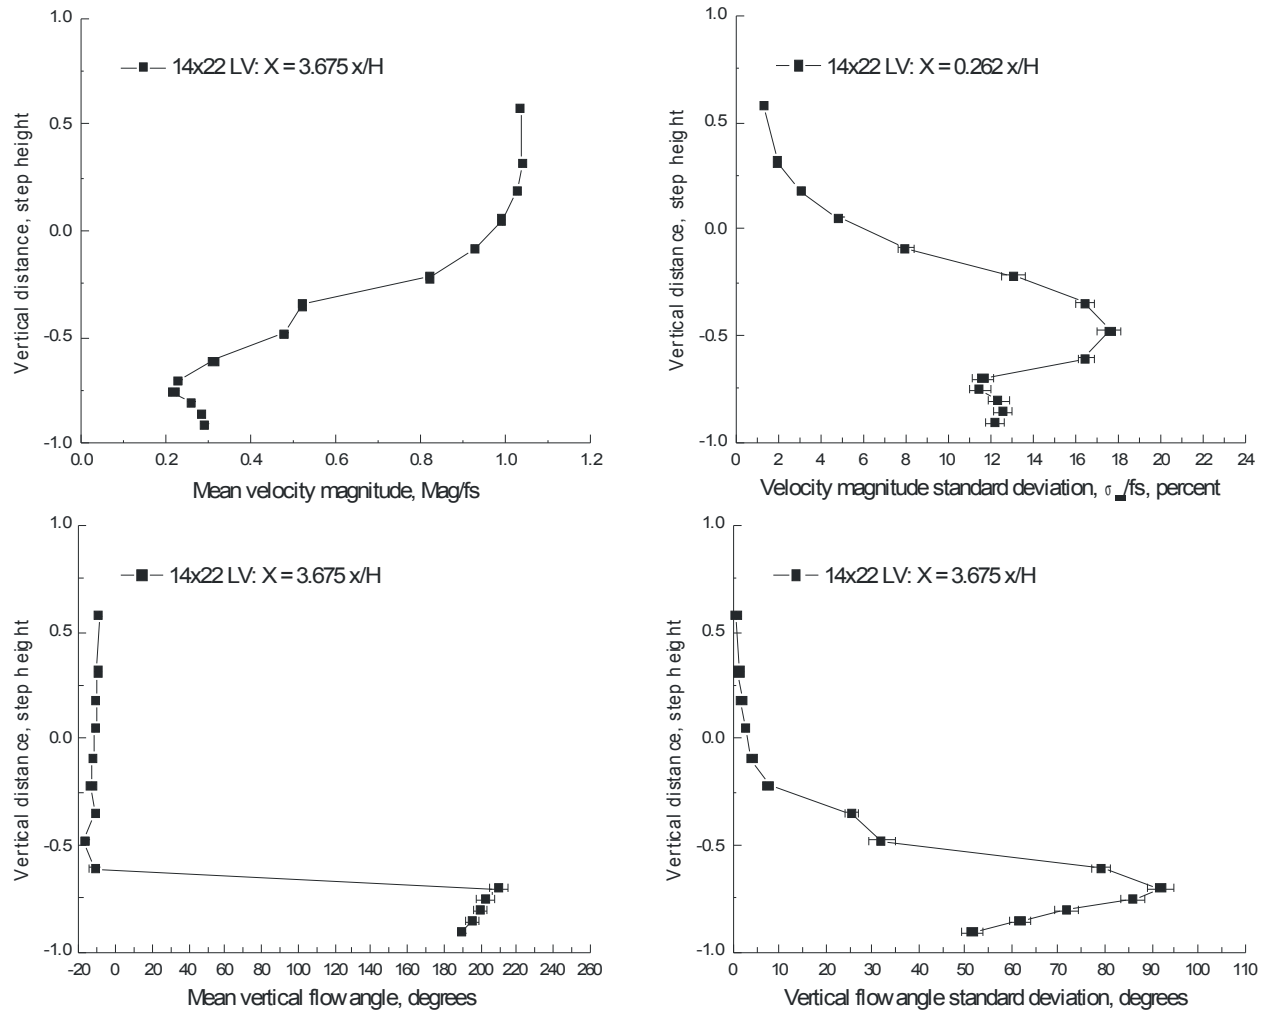 1.0
14x22 LV: X = 3.675 x/H
0.5
0.0
-0.5
-1.0
Vertical distance, step height
0.0 0.2 0.4 0.6 0.8 1.0 1.2
Mean velocity magnitude, Mag/fs
1.0
14x22 LV: X = 0.262 x/H
0.5
0.0
-0.5
-1.0
Vertical distance, step height
0 2 4 6 8 10 12 14 16 18 20 22 24
Velocity magnitude standard deviation, σ /fs, percent
1.0
14x22 LV: X = 3.675 x/H
0.5
0.0
-0.5
-1.0
Vertical distance, step height
-20 0 20 40 60 80 100 120 140 160 180 200 220 240 260
Mean vertical flow angle, degrees
1.0
14x22 LV: X = 3.675 x/H
0.5
0.0
-0.5
-1.0
Vertical distance, step height
0 10 20 30 40 50 60 70 80 90 100 110
Vertical flow angle standard deviation, degrees